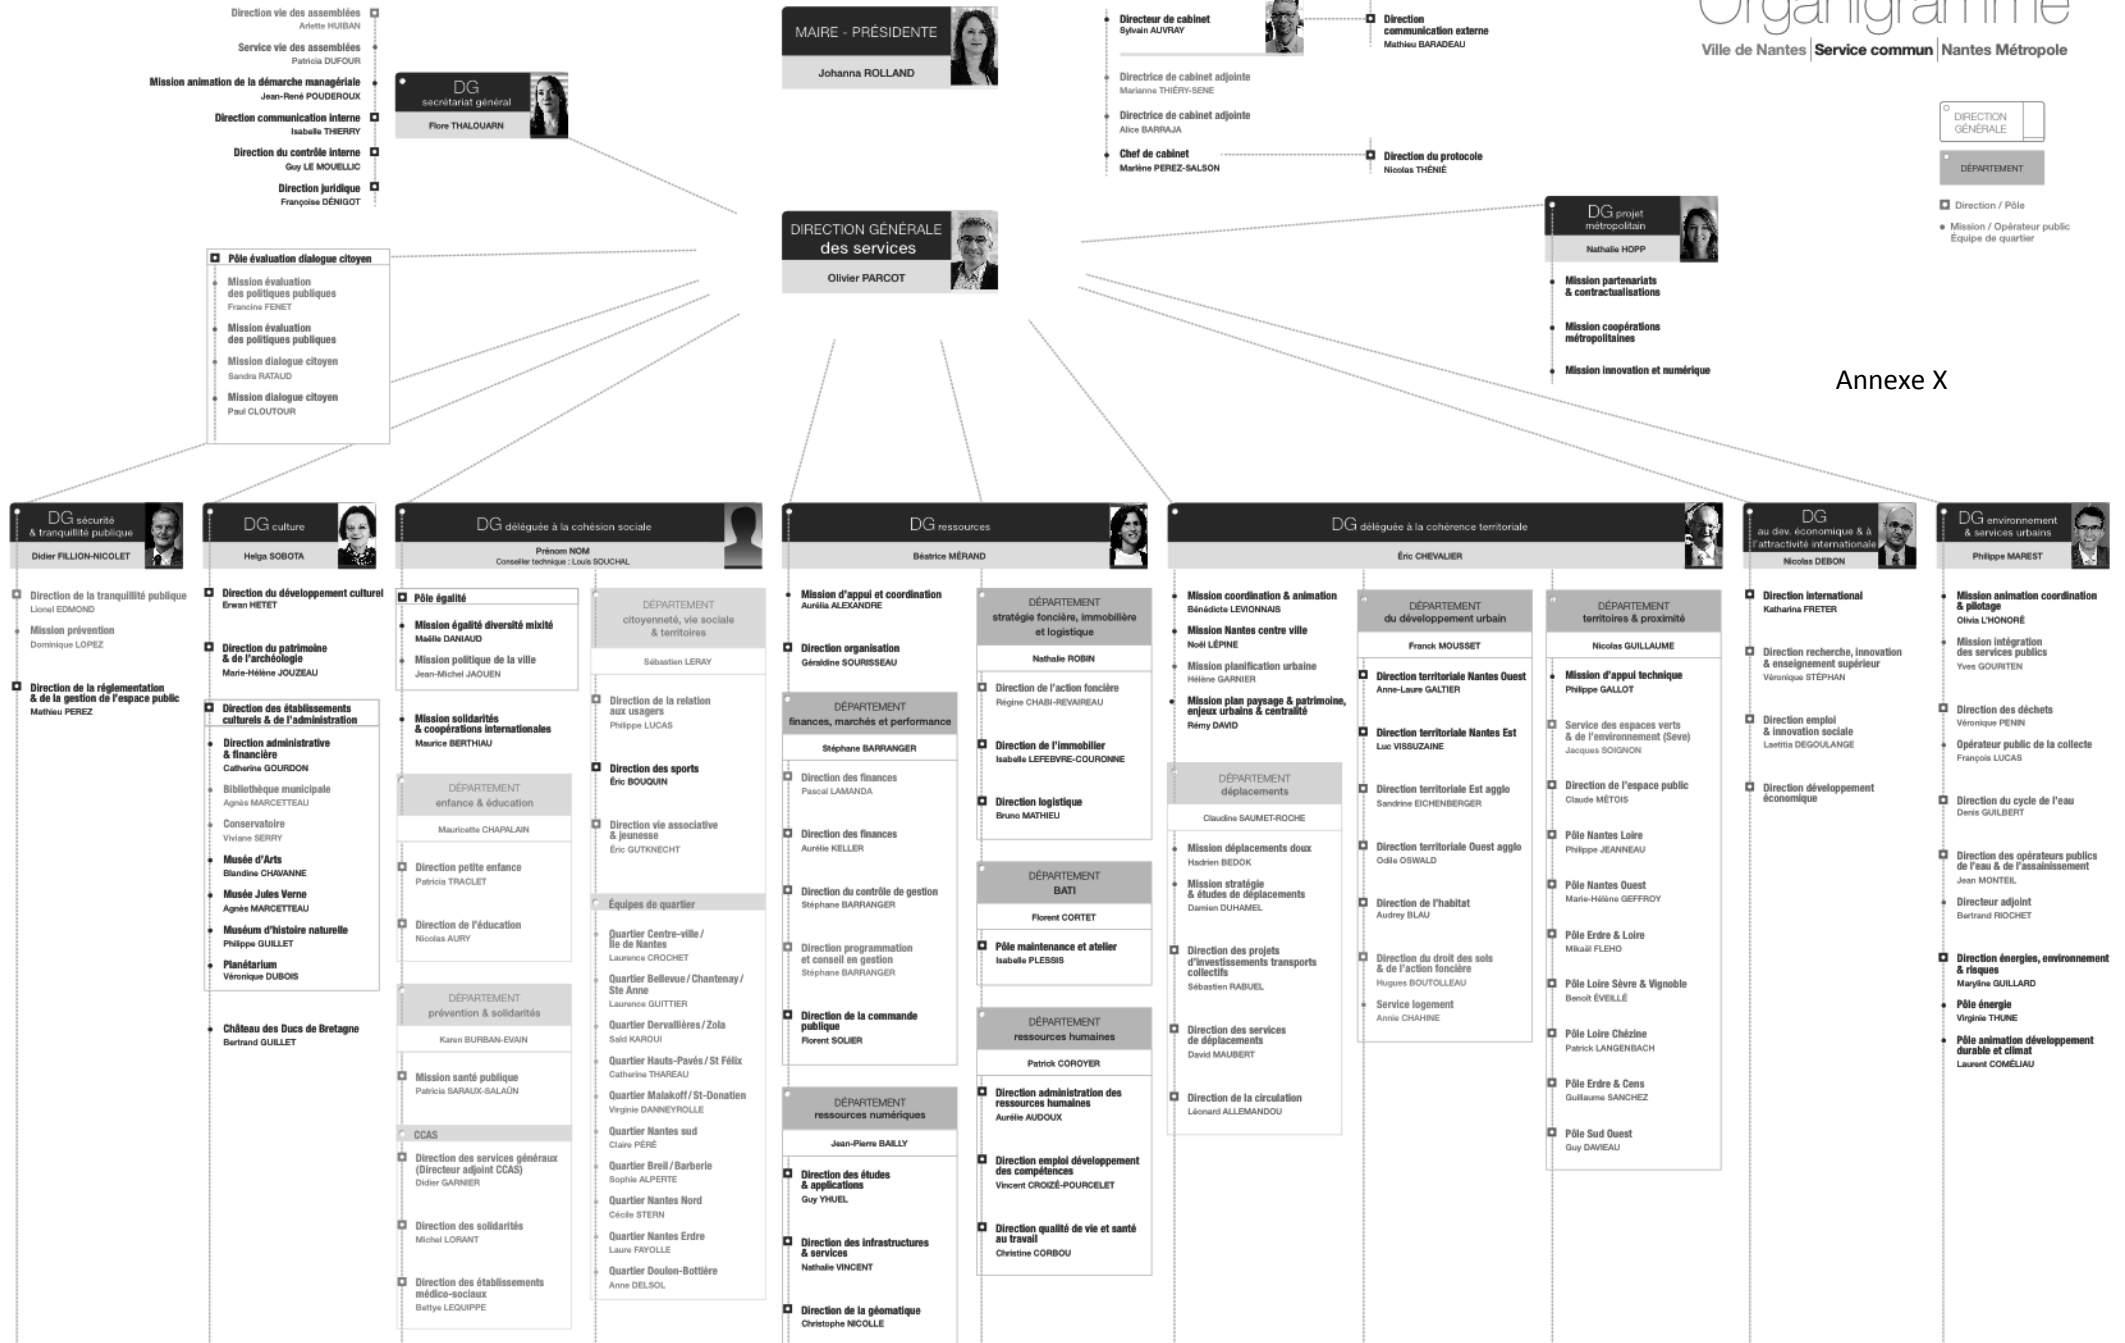 Organigramme
Ville de Nantes | Service commun | Nantes Métropole
Direction vie des assemblées
Arlette HUIBAN
Service vie des assemblées
Patricia DUFOUR
Mission animation de la démarche managériale
Jean-René POUDEROUX
Direction communication interne
Isabelle THIERRY
Direction du contrôle interne
Guy LE MOUELLIC
Direction juridique
Françoise DÉNIGOT
DG
secrétariat général
Flore THALOUARN
MAIRE - PRÉSIDENTE
Johanna ROLLAND
Directeur de cabinet
Sylvain AUVRAY
Directrice de cabinet adjointe
Marianne THIÉRY-SENE
Directrice de cabinet adjointe
Alice BARRAJA
Chef de cabinet
Marlène PEREZ-SALSON
Direction
communication externe
Mathieu BARADEAU
Direction du protocole
Nicolas THÉNIÉ
DIRECTION
GÉNÉRALE
DÉPARTEMENT
Direction / Pôle
Mission / Opérateur public
Équipe de quartier
DIRECTION GÉNÉRALE
des services
Olivier PARCOT
DG projet
métropolitain
Nathalie HOPP
Mission partenariats
& contractualisations
Mission coopérations
métropolitaines
Mission innovation et numérique
Annexe X
Pôle évaluation dialogue citoyen
Mission évaluation
des politiques publiques
Francine FENET
Mission évaluation
des politiques publiques
Mission dialogue citoyen
Sandra RATAUD
Mission dialogue citoyen
Paul CLOUTOUR
DG sécurité
& tranquillité publique
Didier FILLION-NICOLET
Direction de la tranquillité publique
Lionel EDMOND
Mission prévention
Dominique LOPEZ
Direction de la réglementation
& de la gestion de l'espace public
Mathieu PEREZ
DG culture
Helga SOBOTA
Direction du développement culturel
Erwan HETET
Direction du patrimoine
& de l'archéologie
Marie-Hélène JOUZEAU
Direction des établissements
culturels & de l'administration
Direction administrative
& financière
Catherine GOURDON
Bibliothèque municipale
Agnès MARCETTEAU
Conservatoire
Viviane SERRY
Musée d'Arts
Blandine CHAVANNE
Musée Jules Verne
Agnès MARCETTEAU
Muséum d'histoire naturelle
Philippe GUILLET
Planétarium
Véronique DUBOIS
Château des Ducs de Bretagne
Bertrand GUILLET
DG déléguée à la cohésion sociale
Prénom NOM
Conseiller technique : Louis SOUCHAL
Pôle égalité
Mission égalité diversité mixité
Maëlle DANIAUD
Mission politique de la ville
Jean-Michel JAOUEN
Mission solidarités
& coopérations internationales
Maurice BERTHIAU
DÉPARTEMENT
enfance & éducation
Mauricette CHAPALAIN
Direction petite enfance
Patricia TRACLET
Direction de l'éducation
Nicolas AURY
DÉPARTEMENT
prévention & solidarités
Karen BURBAN-EVAIN
Mission santé publique
Patricia SARAUX-SALAÜN
CCAS
Direction des services généraux
(Directeur adjoint CCAS)
Didier GARNIER
Direction des solidarités
Michel LORANT
Direction des établissements
médico-sociaux
Bettye LEQUIPPE
DÉPARTEMENT
citoyenneté, vie sociale
& territoires
Sébastien LERAY
Direction de la relation
aux usagers
Philippe LUCAS
Direction des sports
Éric BOUQUIN
Direction vie associative
& jeunesse
Éric GUTKNECHT
Équipes de quartier
Quartier Centre-ville /
Île de Nantes
Laurence CROCHET
Quartier Bellevue / Chantenay /
Ste Anne
Laurence GUITTIER
Quartier Dervallières / Zola
Saïd KAROUI
Quartier Hauts-Pavés / St Félix
Catherine THAREAU
Quartier Malakoff / St-Donatien
Virginie DANNEYROLLE
Quartier Nantes sud
Claire PÉRÉ
Quartier Breil / Barberie
Sophie ALPERTE
Quartier Nantes Nord
Cécile STERN
Quartier Nantes Erdre
Laure FAYOLLE
Quartier Doulon-Bottière
Anne DELSOL
DG ressources
Béatrice MÉRAND
Mission d'appui et coordination
Aurélia ALEXANDRE
Direction organisation
Géraldine SOURISSEAU
DÉPARTEMENT
finances, marchés et performance
Stéphane BARRANGER
Direction des finances
Pascal LAMANDA
Direction des finances
Aurélie KELLER
Direction du contrôle de gestion
Stéphane BARRANGER
Direction programmation
et conseil en gestion
Stéphane BARRANGER
Direction de la commande
publique
Florent SOLIER
DÉPARTEMENT
ressources numériques
Jean-Pierre BAILLY
Direction des études
& applications
Guy YHUEL
Direction des infrastructures
& services
Nathalie VINCENT
Direction de la géomatique
Christophe NICOLLE
DÉPARTEMENT
stratégie foncière, immobilière
et logistique
Nathalie ROBIN
Direction de l'action foncière
Régine CHABI-REVAIREAU
Direction de l'immobilier
Isabelle LEFEBVRE-COURONNE
Direction logistique
Bruno MATHIEU
DÉPARTEMENT
BATI
Florent CORTET
Pôle maintenance et atelier
Isabelle PLESSIS
DÉPARTEMENT
ressources humaines
Patrick COROYER
Direction administration des
ressources humaines
Aurélie AUDOUX
Direction emploi développement
des compétences
Vincent CROIZÉ-POURCELET
Direction qualité de vie et santé
au travail
Christine CORBOU
DG déléguée à la cohérence territoriale
Éric CHEVALIER
Mission coordination & animation
Bénédicte LEVIONNAIS
Mission Nantes centre ville
Noël LÉPINE
Mission planification urbaine
Hélène GARNIER
Mission plan paysage & patrimoine,
enjeux urbains & centralité
Rémy DAVID
DÉPARTEMENT
déplacements
Claudine SAUMET-ROCHE
Mission déplacements doux
Hadrien BEDOK
Mission stratégie
& études de déplacements
Damien DUHAMEL
Direction des projets
d'investissements transports
collectifs
Sébastien RABUEL
Direction des services
de déplacements
David MAUBERT
Direction de la circulation
Léonard ALLEMANDOU
DÉPARTEMENT
du développement urbain
Franck MOUSSET
Direction territoriale Nantes Ouest
Anne-Laure GALTIER
Direction territoriale Nantes Est
Luc VISSUZAINE
Direction territoriale Est agglo
Sandrine EICHENBERGER
Direction territoriale Ouest agglo
Odile OSWALD
Direction de l'habitat
Audrey BLAU
Direction du droit des sols
& de l'action foncière
Hugues BOUTOLLEAU
Service logement
Annie CHAHINE
DÉPARTEMENT
territoires & proximité
Nicolas GUILLAUME
Mission d'appui technique
Philippe GALLOT
Service des espaces verts
& de l'environnement (Seve)
Jacques SOIGNON
Direction de l'espace public
Claude MÉTOIS
Pôle Nantes Loire
Philippe JEANNEAU
Pôle Nantes Ouest
Marie-Hélène GEFFROY
Pôle Erdre & Loire
Mikaël FLEHO
Pôle Loire Sèvre & Vignoble
Benoît ÉVEILLÉ
Pôle Loire Chézine
Patrick LANGENBACH
Pôle Erdre & Cens
Guillaume SANCHEZ
Pôle Sud Ouest
Guy DAVIEAU
DG
au dev. économique & à
l'attractivité internationale
Nicolas DEBON
Direction international
Katharina FRETER
Direction recherche, innovation
& enseignement supérieur
Véronique STÉPHAN
Direction emploi
& innovation sociale
Laetitia DEGOULANGE
Direction développement
économique
DG environnement
& services urbains
Philippe MAREST
Mission animation coordination
& pilotage
Olivia L'HONORÉ
Mission intégration
des services publics
Yves GOURITEN
Direction des déchets
Véronique PENIN
Opérateur public de la collecte
François LUCAS
Direction du cycle de l'eau
Denis GUILBERT
Direction des opérateurs publics
de l'eau & de l'assainissement
Jean MONTEIL
Directeur adjoint
Bertrand RIOCHET
Direction énergies, environnement
& risques
Maryline GUILLARD
Pôle énergie
Virginie THUNE
Pôle animation développement
durable et climat
Laurent COMÉLIAU